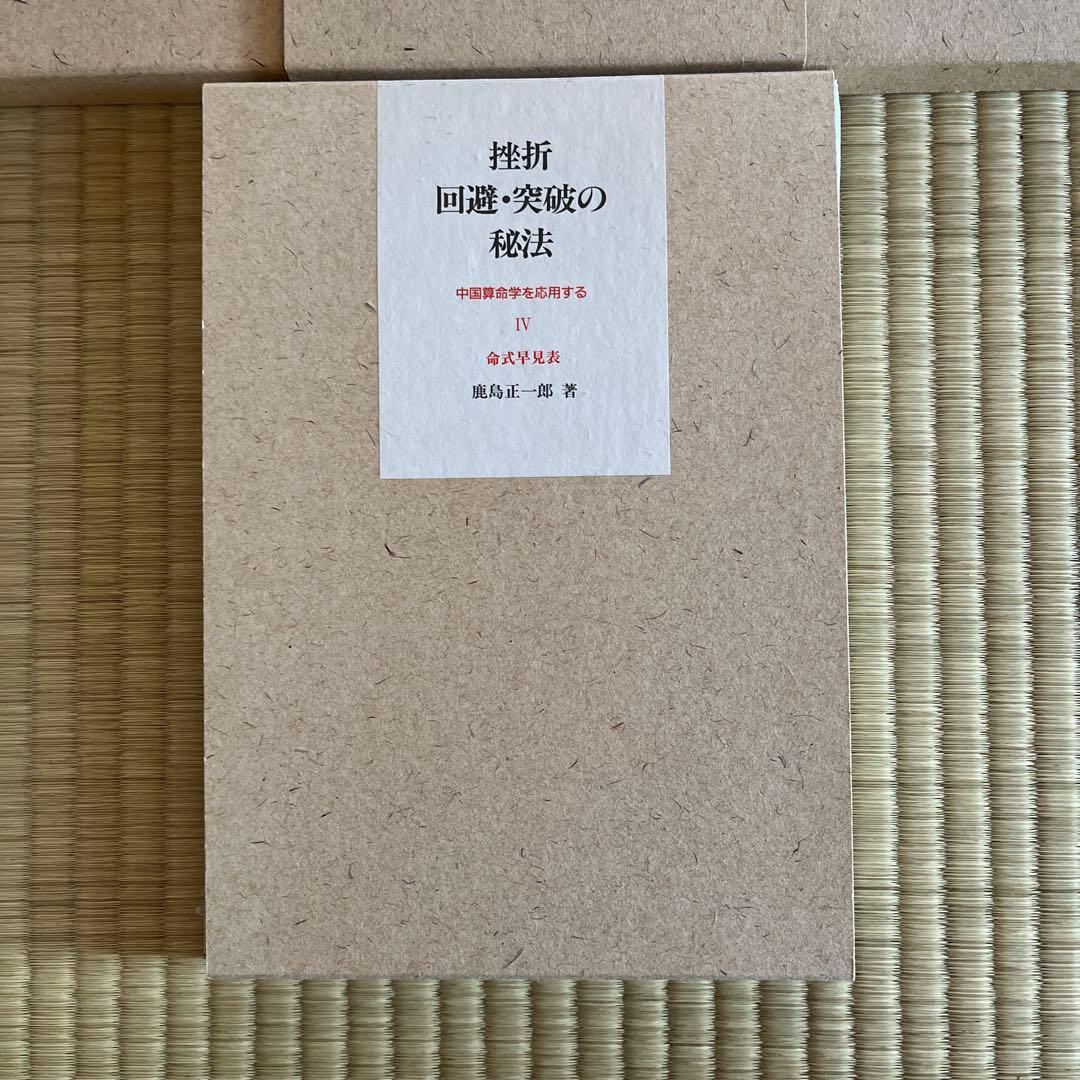 挫折
回避・突破の
秘法
中国算命学を応用する
IV
命式早見表
鹿島正一郎 著